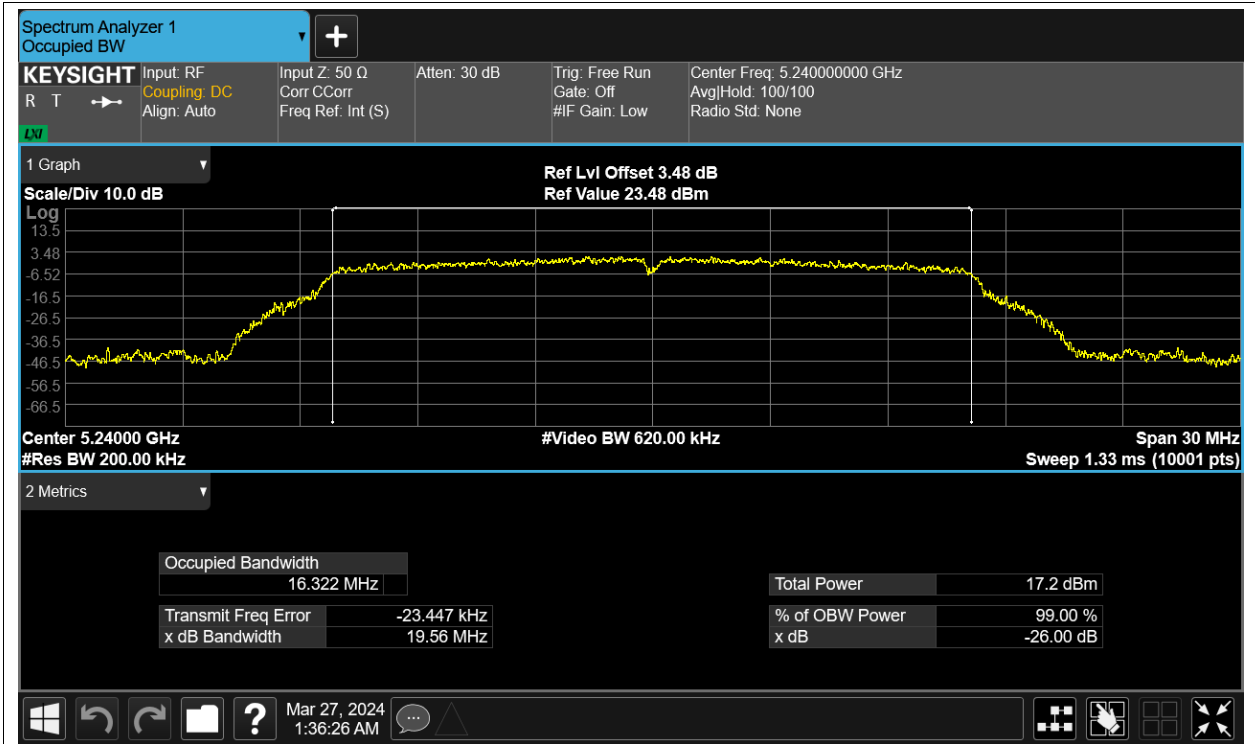 Spectrum Analyzer 1
Occupied BW
KEYSIGHT
R T
LXI
Input: RF
Coupling: DC
Align: Auto
Input Z: 50 Ω
Corr CCorr
Freq Ref: Int (S)
Atten: 30 dB
Trig: Free Run
Gate: Off
#IF Gain: Low
Center Freq: 5.240000000 GHz
Avg|Hold: 100/100
Radio Std: None
1 Graph
Scale/Div 10.0 dB
Ref Lvl Offset 3.48 dB
Ref Value 23.48 dBm
Log
13.5
3.48
-6.52
-16.5
-26.5
-36.5
-46.5
-56.5
-66.5
Center 5.24000 GHz
#Video BW 620.00 kHz
Span 30 MHz
#Res BW 200.00 kHz
Sweep 1.33 ms (10001 pts)
2 Metrics
Occupied Bandwidth
16.322 MHz
Total Power 17.2 dBm
Transmit Freq Error -23.447 kHz
% of OBW Power 99.00 %
x dB Bandwidth 19.56 MHz
x dB -26.00 dB
?
Mar 27, 2024
1:36:26 AM